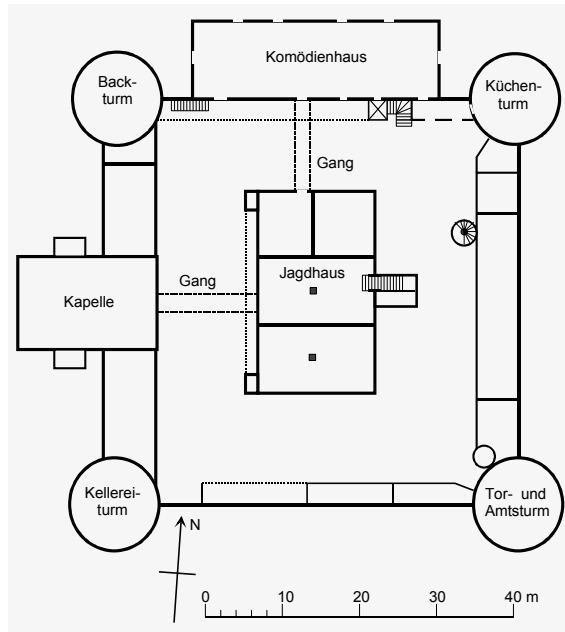 Komödienhaus
Back-
turm
Küchen-
turm
Gang
Jagdhaus
Gang
Kapelle
Kellerei-
turm
Tor- und
Amtsturm
N
0 10 20 30 40 m